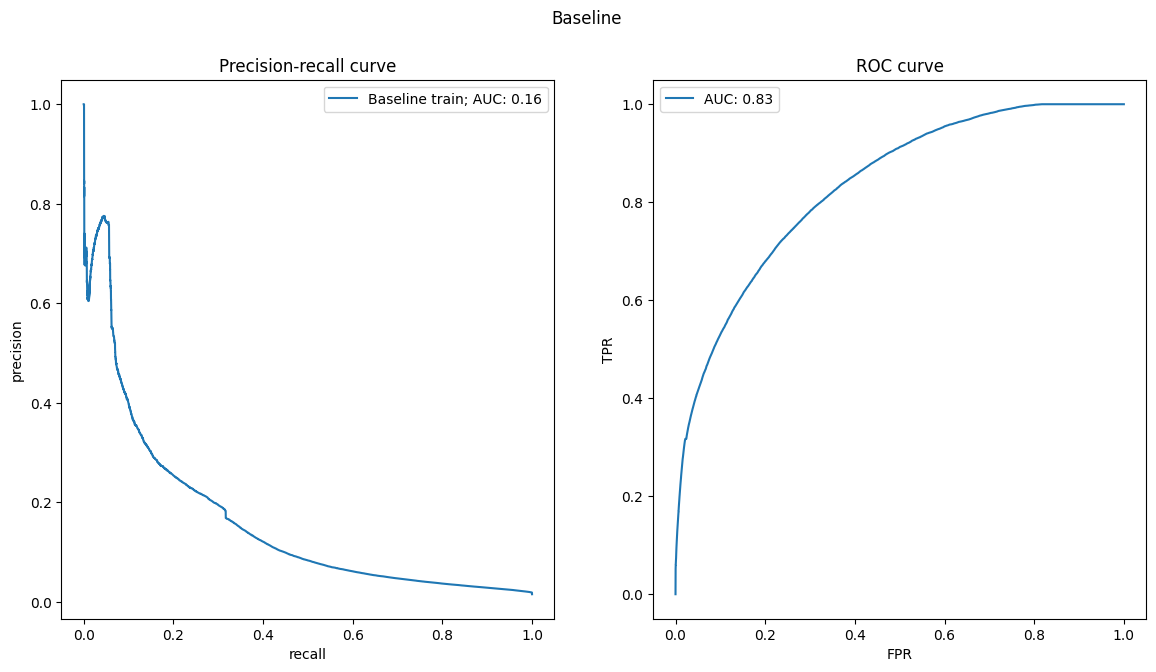 Baseline
Precision-recall curve
Baseline train; AUC: 0.16
1.0
0.8
0.6
0.4
0.2
0.0
precision
0.0 0.2 0.4 0.6 0.8 1.0
recall
ROC curve
AUC: 0.83
1.0
0.8
0.6
0.4
0.2
0.0
TPR
0.0 0.2 0.4 0.6 0.8 1.0
FPR